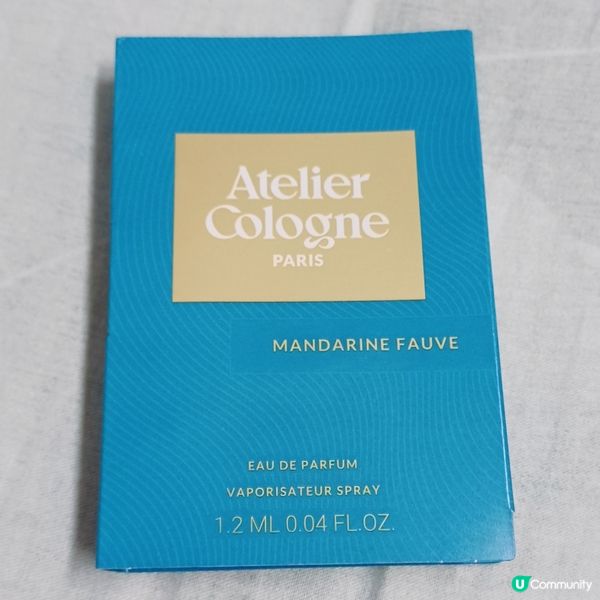 Atelier
Cologne
PARIS
MANDARINE FAUVE
EAU DE PARFUM
VAPORISATEUR SPRAY
1.2 ML 0.04 FL.OZ.
U Community